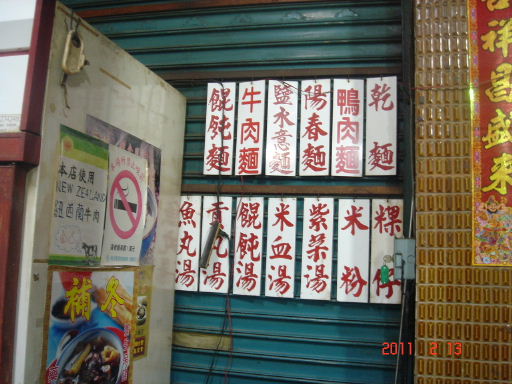 餛飩麵
牛肉麵
鹽水意麵
陽春麵
鴨肉麵
乾麵
魚丸湯
貢丸湯
餛飩湯
米血湯
紫菜湯
米粉
粿仔
本店使用
NEW ZEALAND
紐西蘭牛肉
補冬
吉祥昌盛來
2011 2 13